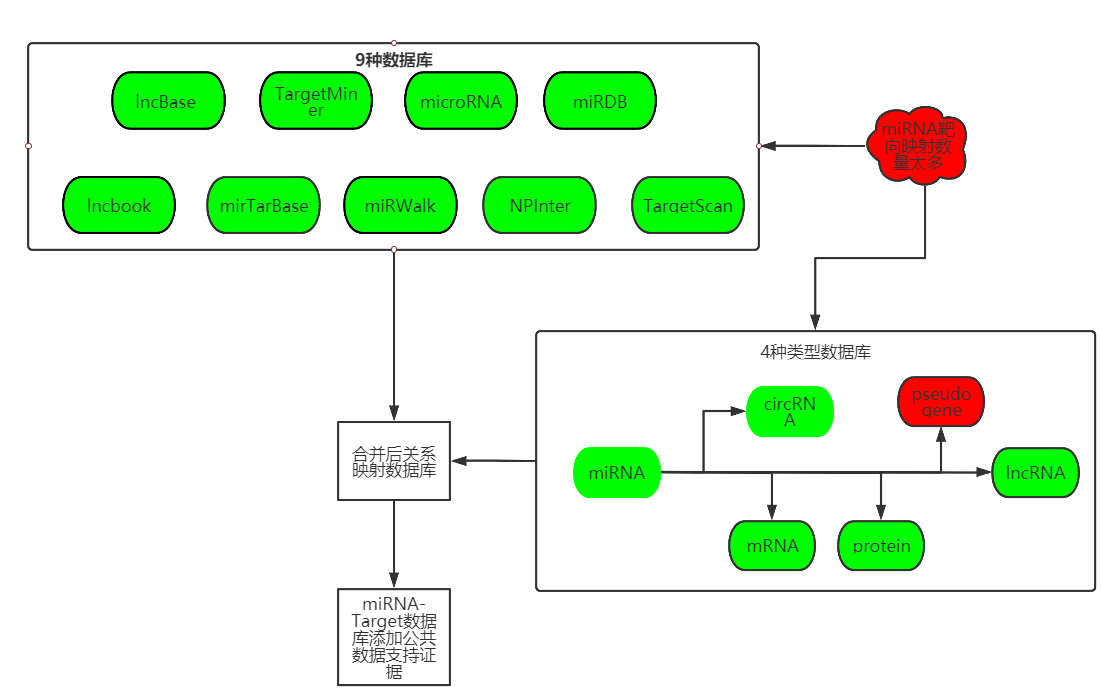 9种数据库
lncBase
TargetMin
er
microRNA
miRDB
miRNA靶
向映射数
量太多
lncbook
mirTarBase
miRWalk
NPInter
TargetScan
4种类型数据库
circRN
A
pseudo
gene
miRNA
lncRNA
mRNA
protein
合并后关系
映射数据库
miRNA-
Target数据
库添加公共
数据支持证
据